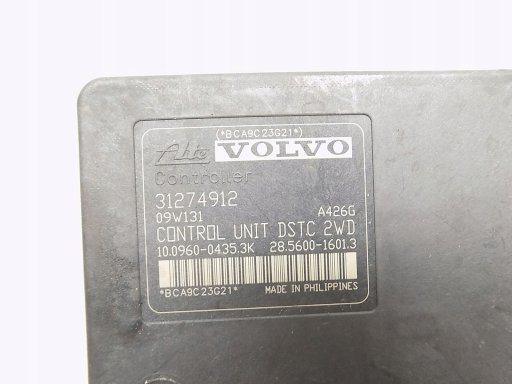 (*BCA9C23G21*)
Ate VOLVO
Controller
31274912
09W131 A426G
CONTROL UNIT DSTC 2WD
10.0960-0435.3K 28.5600-1601.3
*BCA9C23G21* MADE IN PHILIPPINES